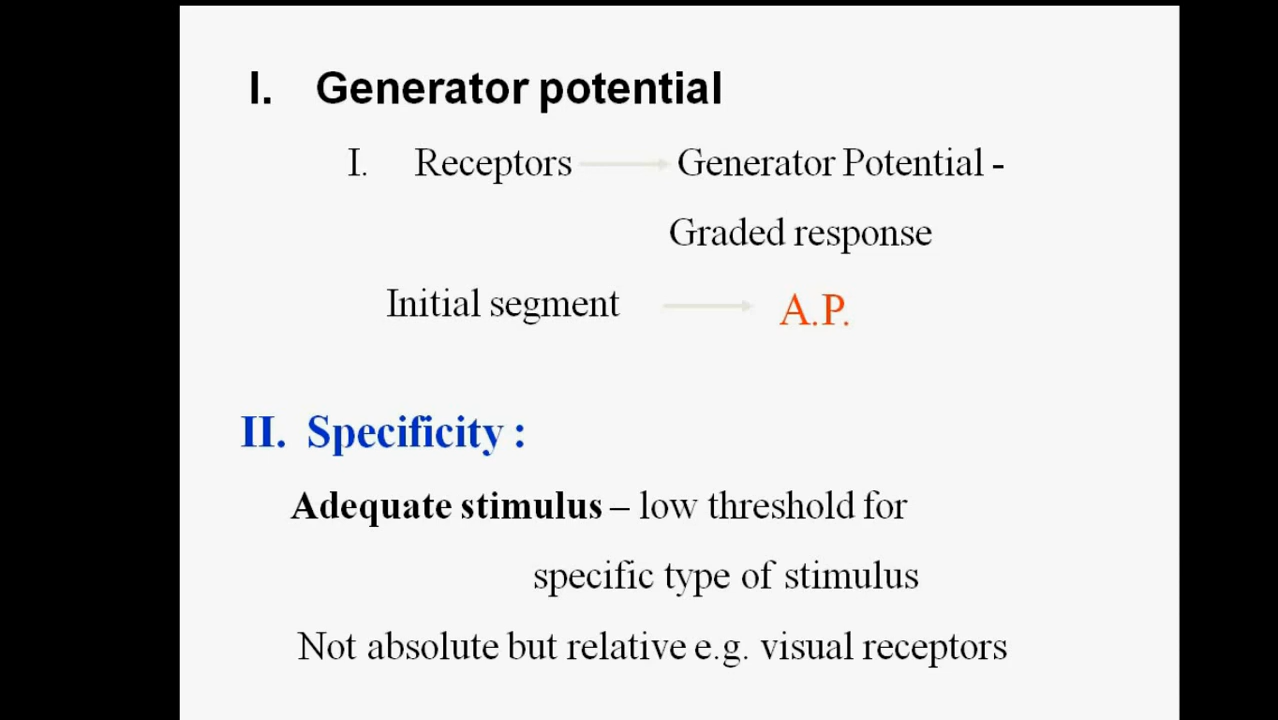 I. Generator potential
I. Receptors Generator Potential -
Graded response
Initial segment A.P.
II. Specificity :
Adequate stimulus – low threshold for
specific type of stimulus
Not absolute but relative e.g. visual receptors